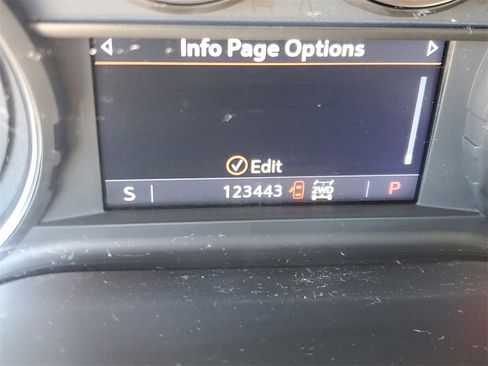 Info Page Options
Edit
S 123443 2WD P